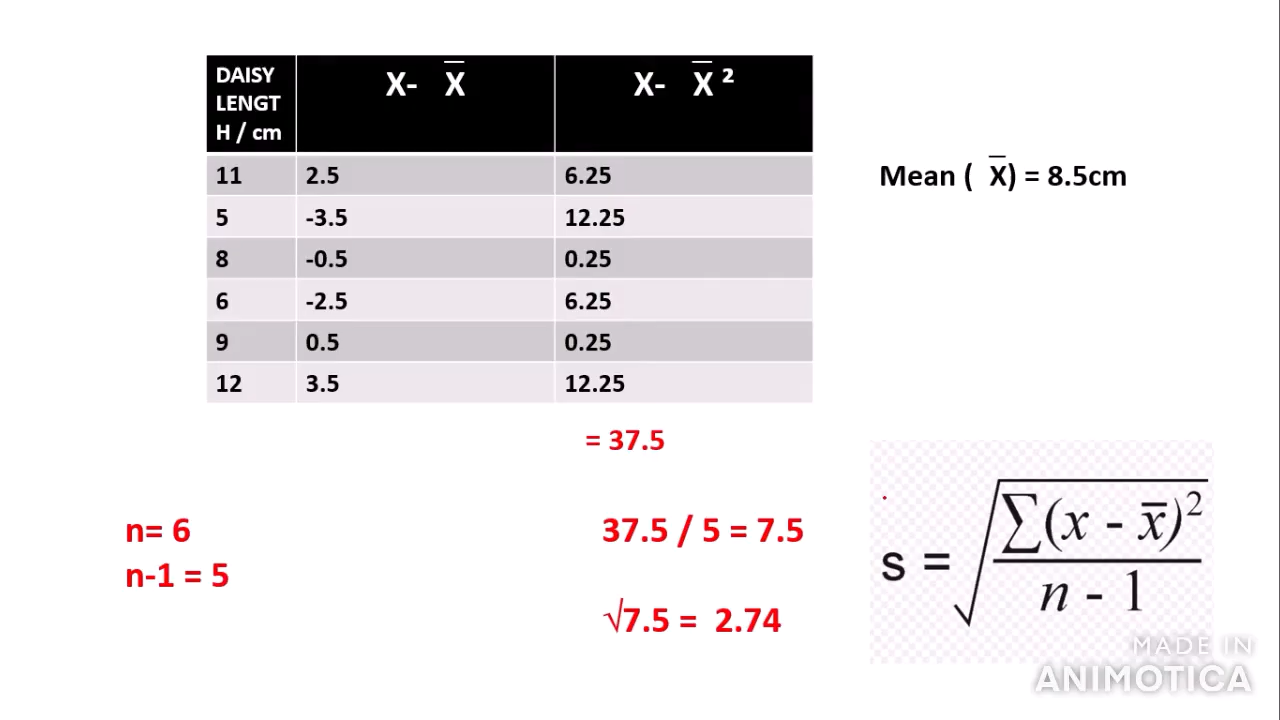 DAISY
LENGT
H / cm
X- X̅
X- X̅ ²
11 2.5 6.25
5 -3.5 12.25
8 -0.5 0.25
6 -2.5 6.25
9 0.5 0.25
12 3.5 12.25
Mean ( X̅) = 8.5cm
= 37.5
n= 6
n-1 = 5
37.5 / 5 = 7.5
√7.5 = 2.74
s = √ ∑(x - x̅)²
n - 1
MADE IN
ANIMOTICA